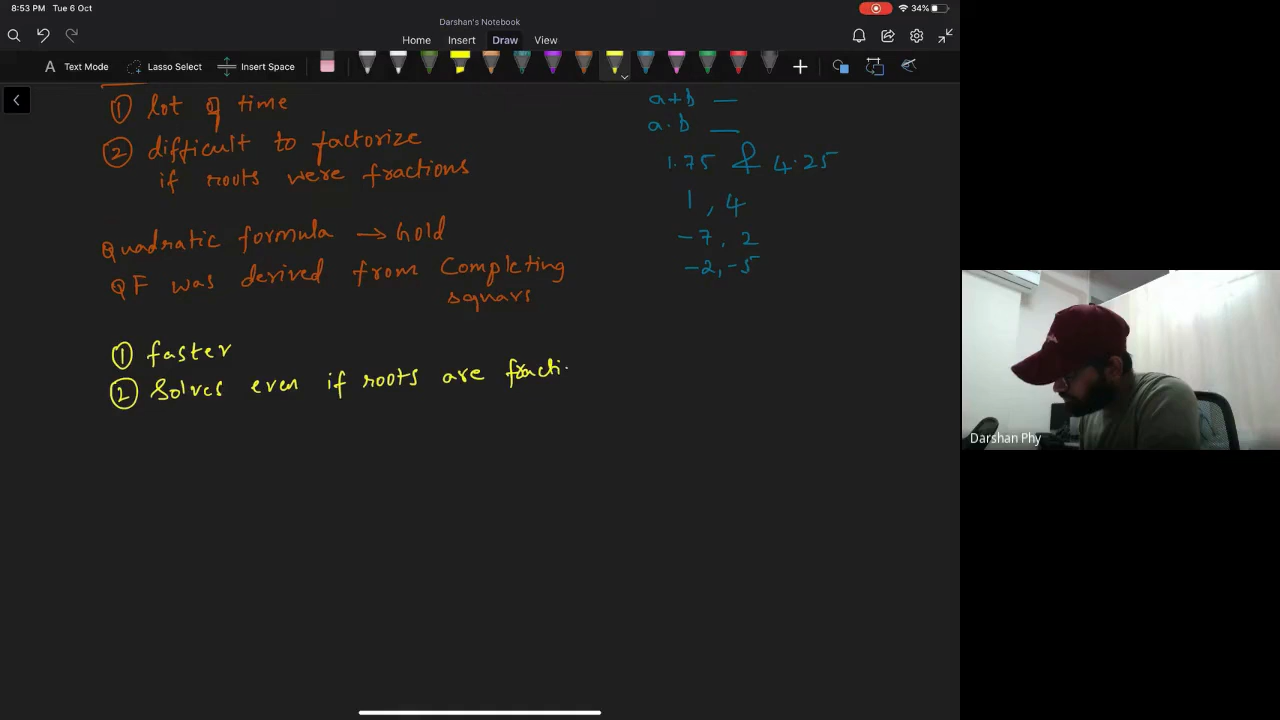 8:53 PM Tue 6 Oct
34%
Darshan's Notebook
Home Insert Draw View
Text Mode Lasso Select Insert Space
① lot of time
② difficult to factorize
if roots were fractions
Quadratic formula → hold
QF was derived from Completing
squars
① faster
② Solves even if roots are fracti
a+b —
a.b —
1.75 & 4.25
1, 4
-7, 2
-2, -5
Darshan Phy